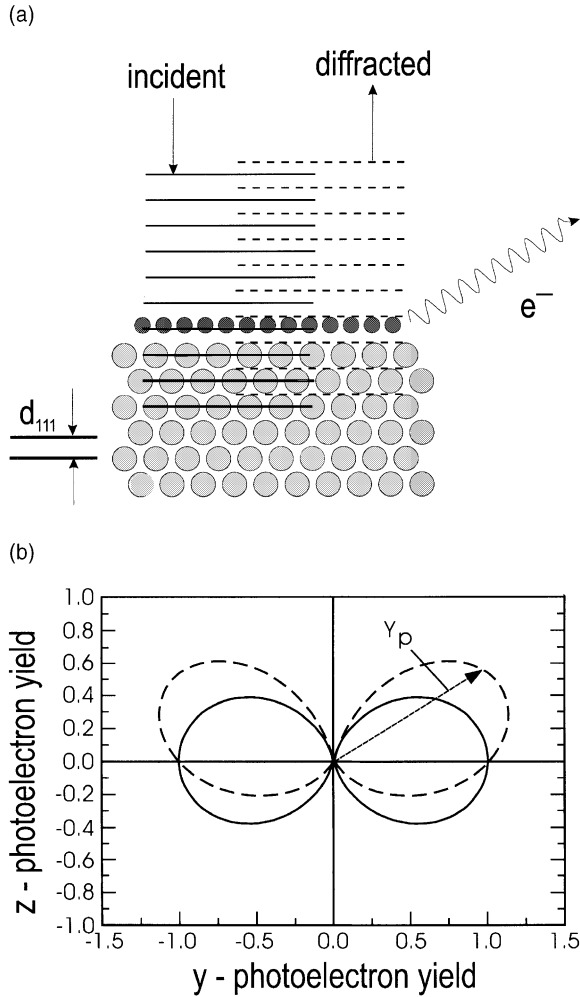 (a)
incident
diffracted
e−
d111
(b)
1.0
0.8
0.6
0.4
0.2
0.0
-0.2
-0.4
-0.6
-0.8
-1.0
z - photoelectron yield
Yp
-1.5 -1.0 -0.5 0.0 0.5 1.0 1.5
y - photoelectron yield